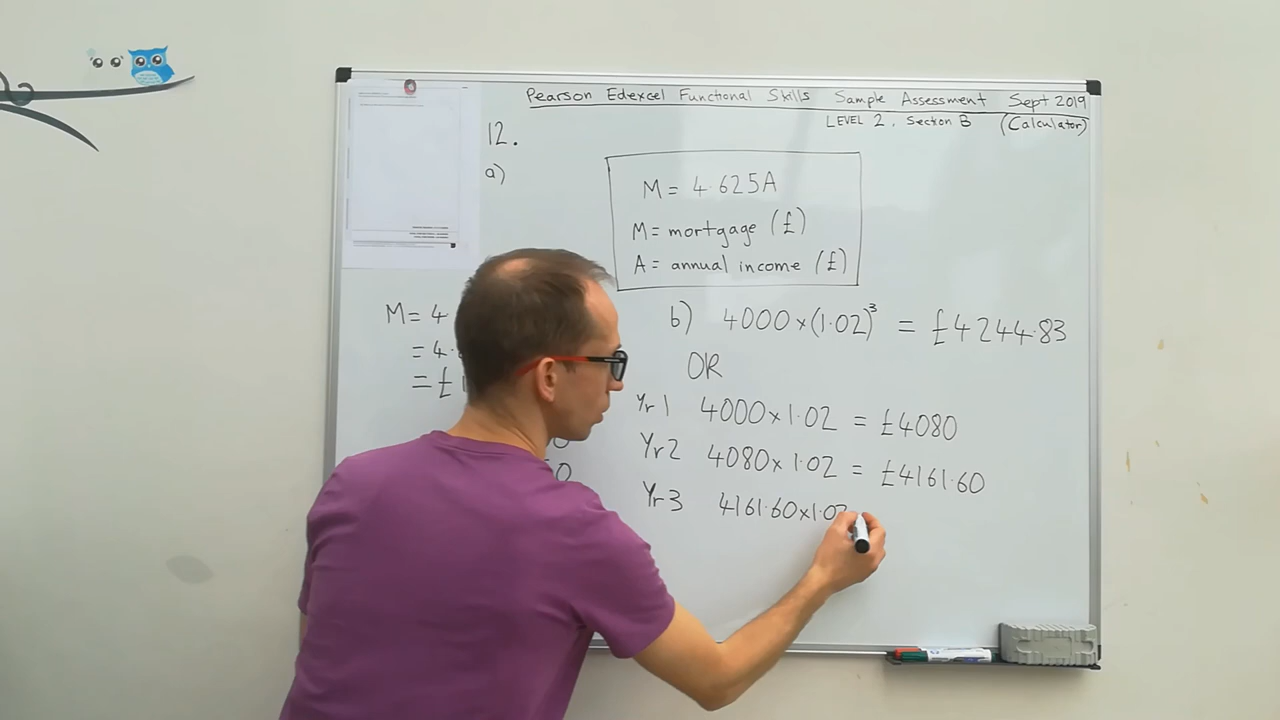 Pearson Edexcel Functional Skills Sample Assessment Sept 2019
LEVEL 2, Section B (Calculator)
12.
a)
M = 4.625A
M = mortgage (£)
A = annual income (£)
M = 4
= 4.
= £1
b) 4000 × (1.02)³ = £4244.83
OR
Yr 1 4000 × 1.02 = £4080
Yr 2 4080 × 1.02 = £4161.60
Yr 3 4161.60 × 1.02